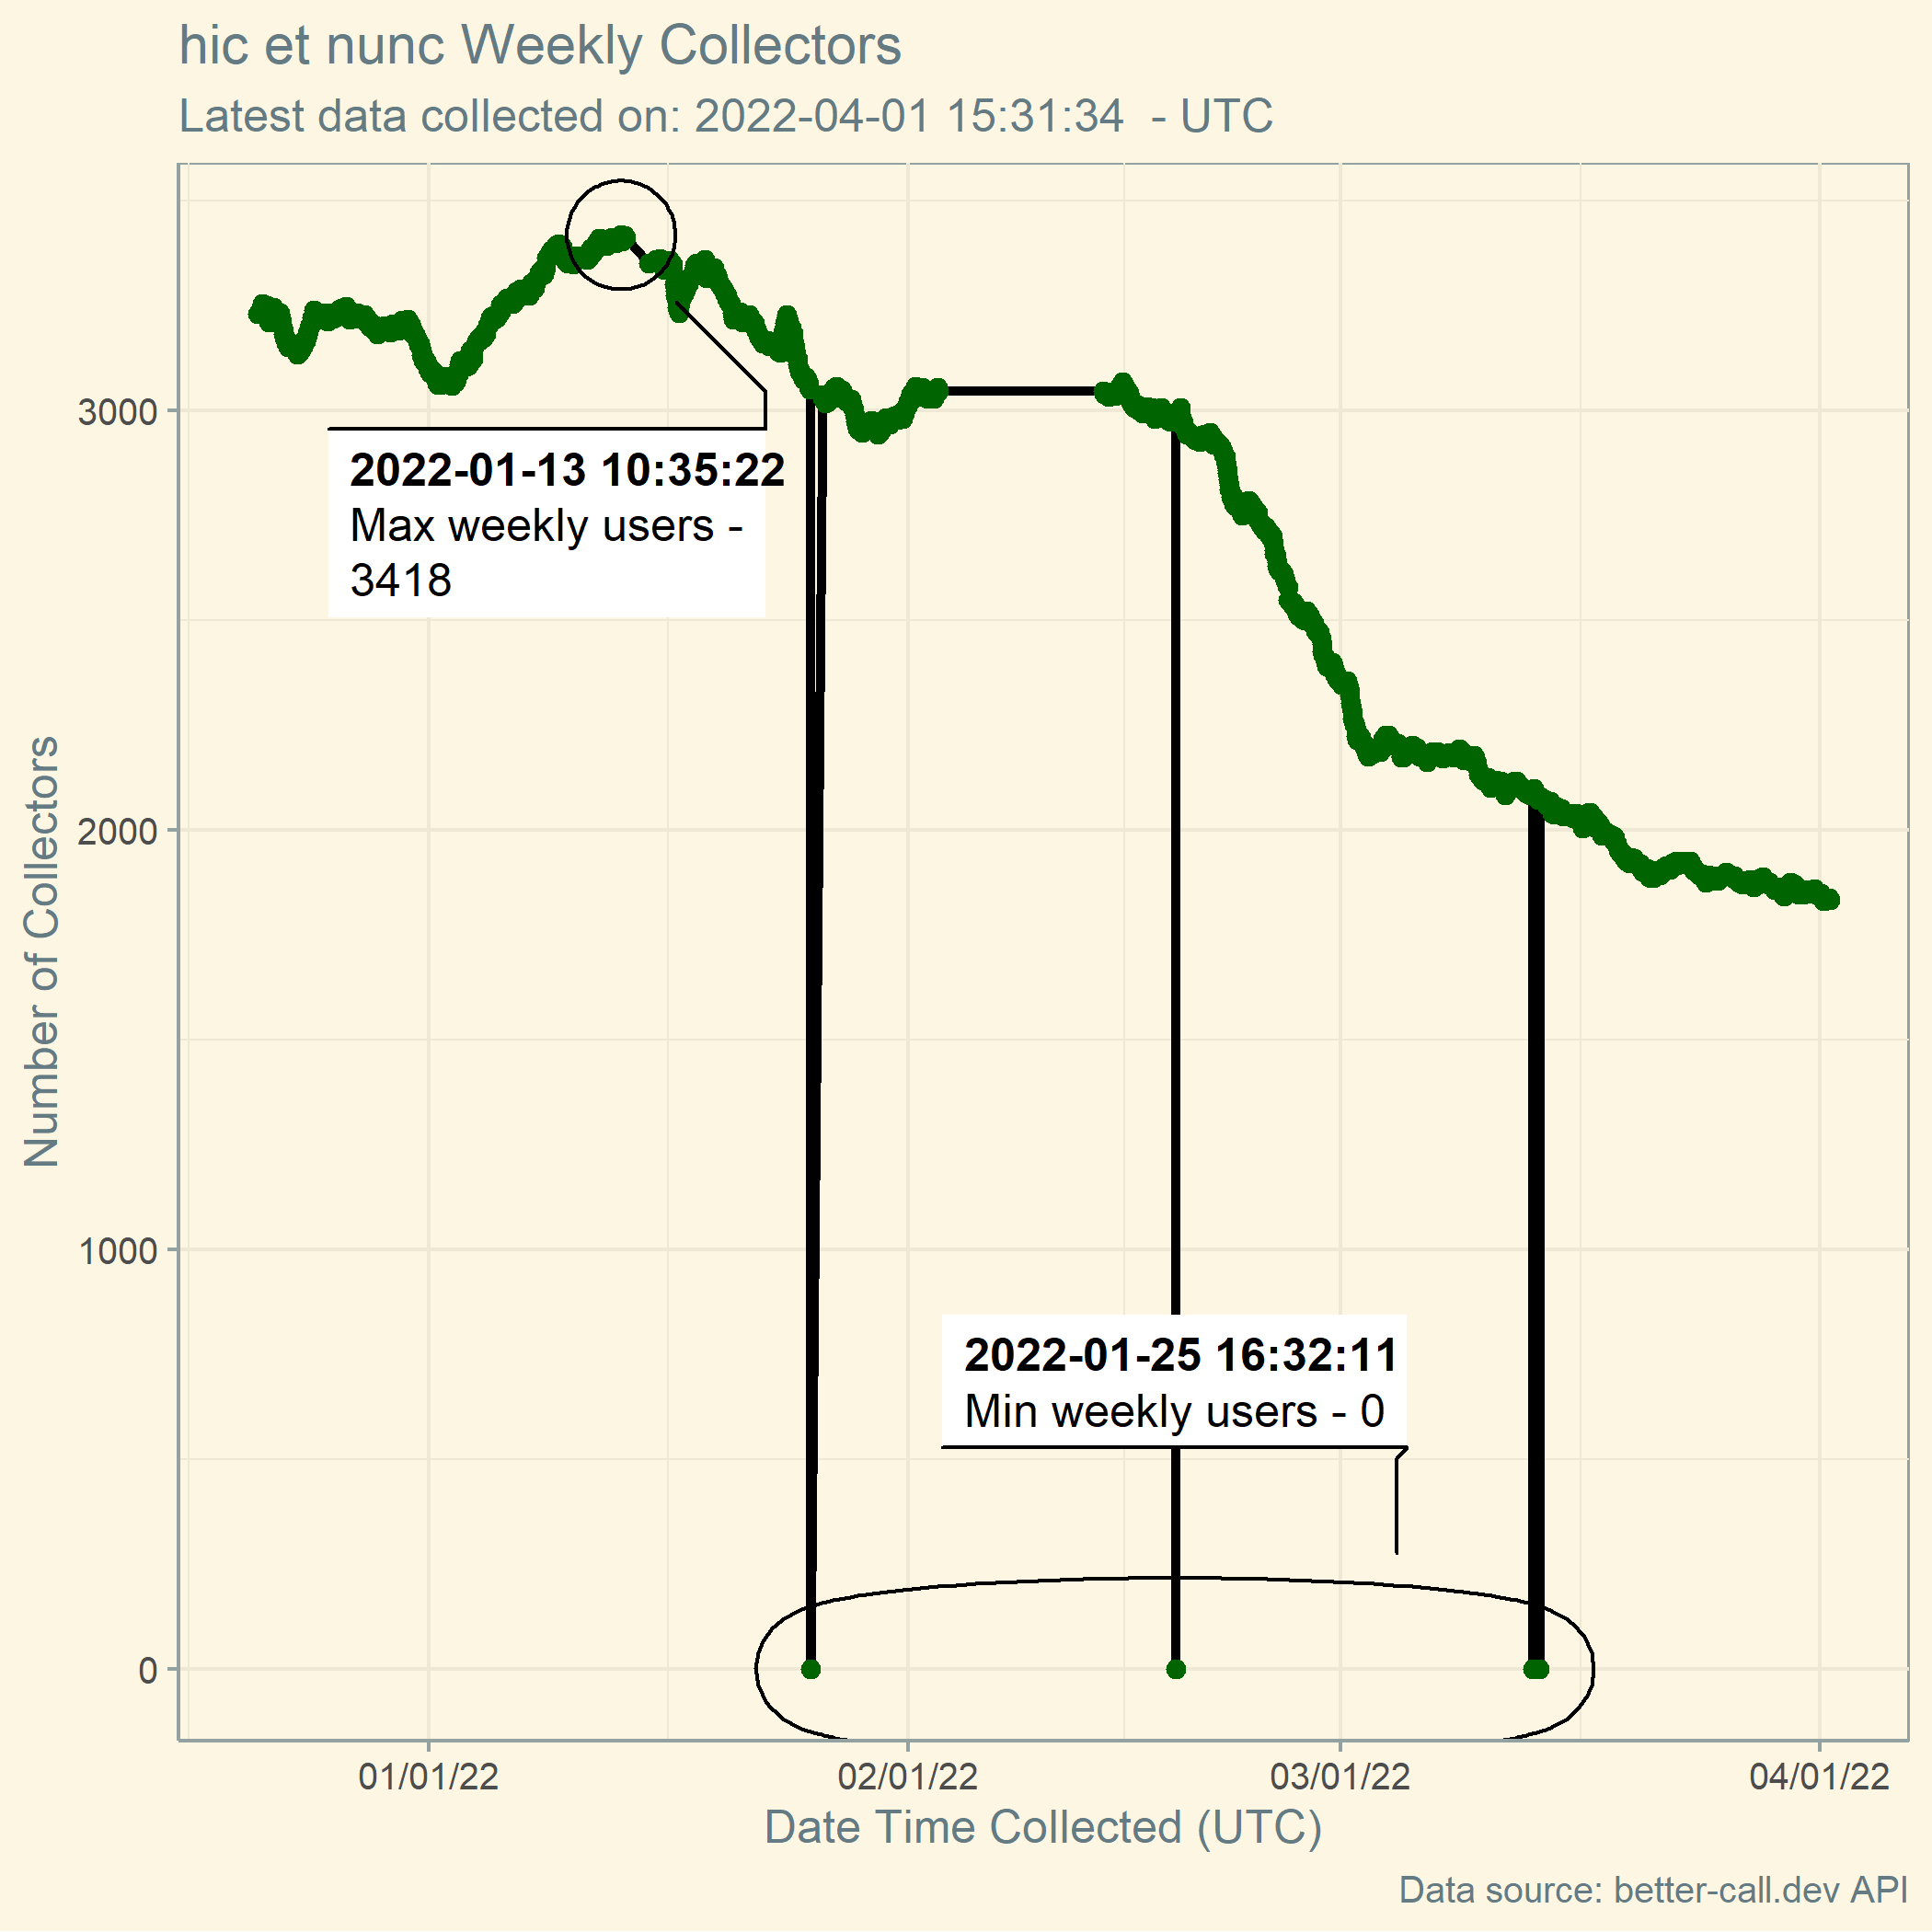 hic et nunc Weekly Collectors
Latest data collected on: 2022-04-01 15:31:34  - UTC
Number of Collectors
3000
2000
1000
0
2022-01-13 10:35:22
Max weekly users -
3418
2022-01-25 16:32:11
Min weekly users - 0
01/01/22 02/01/22 03/01/22 04/01/22
Date Time Collected (UTC)
Data source: better-call.dev API